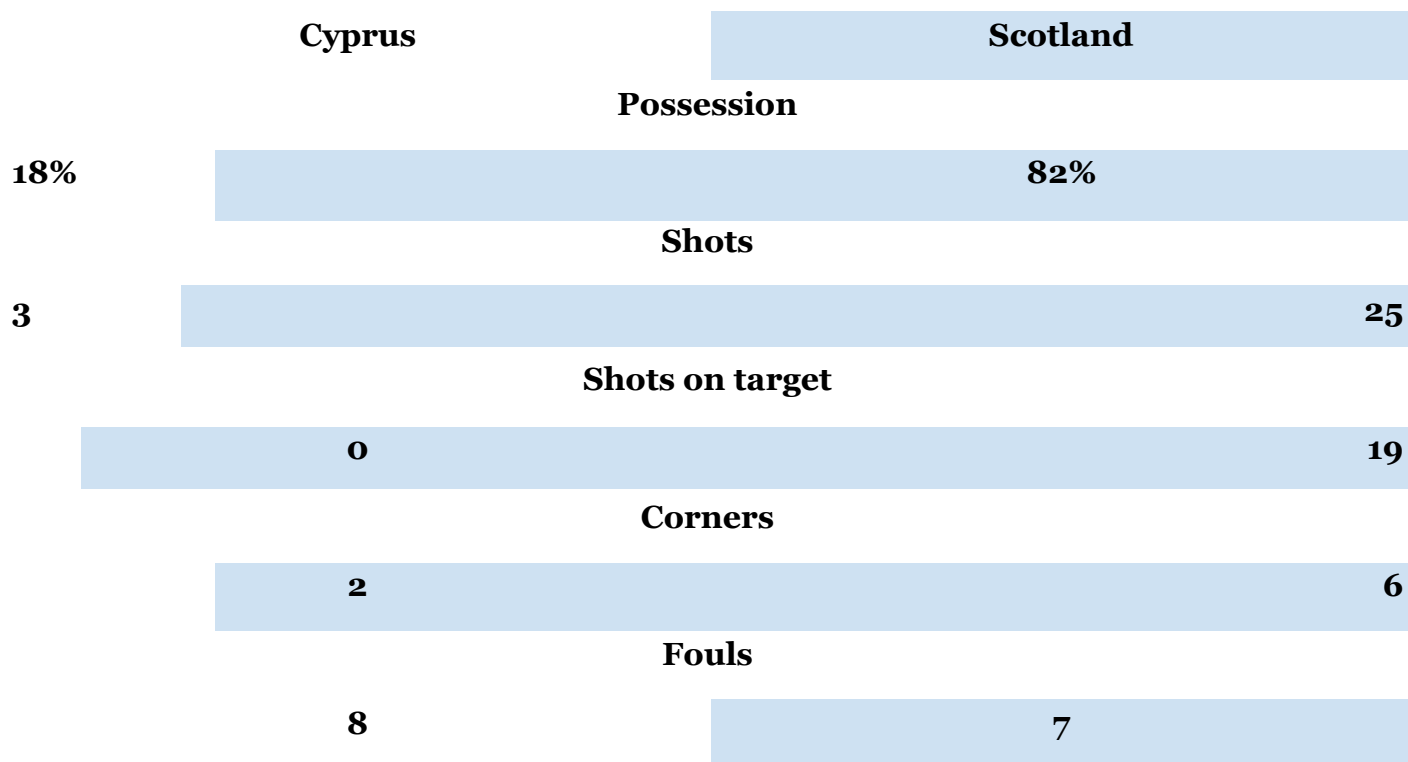 Cyprus Scotland
Possession
18% 82%
Shots
3 25
Shots on target
0 19
Corners
2 6
Fouls
8 7